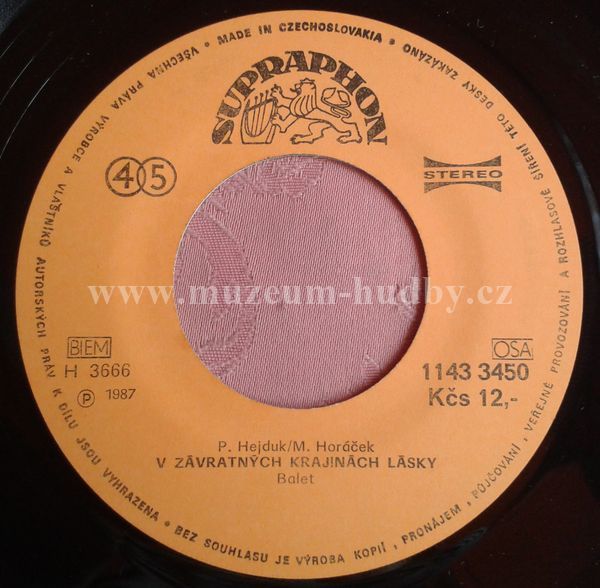 VŠECHNA PRÁVA VÝROBCE A VLASTNÍKŮ AUTORSKÝCH PRÁV K DÍLU JSOU VYHRAZENA • BEZ SOUHLASU JE VÝROBA KOPIÍ, PRONÁJEM, PŮJČOVÁNÍ, VEŘEJNÉ PROVOZOVÁNÍ A ROZHLASOVÉ ŠÍŘENÍ TÉTO DESKY ZAKÁZÁNO • MADE IN CZECHOSLOVAKIA •
SUPRAPHON
45
STEREO
www.muzeum-hudby.cz
BIEM
OSA
H 3666
1143 3450
Ⓟ 1987
Kčs 12,-
P. Hejduk/M. Horáček
V ZÁVRATNÝCH KRAJINÁCH LÁSKY
Balet